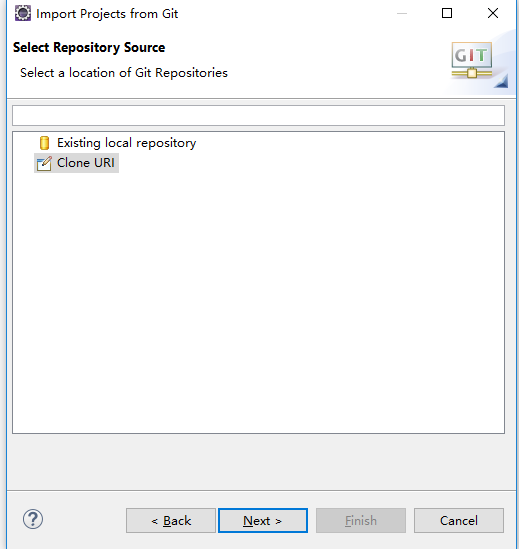 Import Projects from Git
Select Repository Source
Select a location of Git Repositories
GIT
Existing local repository
Clone URI
?
< Back
Next >
Finish
Cancel